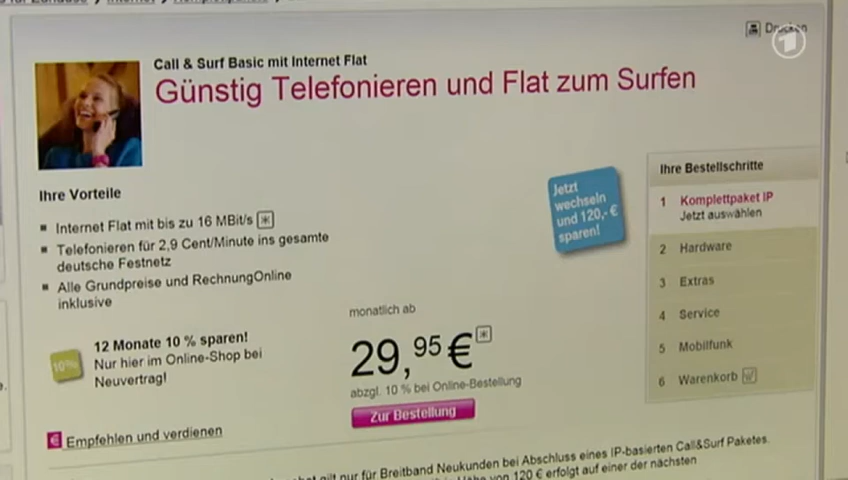 Drucken
1
Call & Surf Basic mit Internet Flat
Günstig Telefonieren und Flat zum Surfen
Ihre Vorteile
Internet Flat mit bis zu 16 MBit/s *
Telefonieren für 2,9 Cent/Minute ins gesamte
deutsche Festnetz
Alle Grundpreise und RechnungOnline
inklusive
Jetzt
wechseln
und 120,- €
sparen!
Ihre Bestellschritte
1 Komplettpaket IP
Jetzt auswählen
2 Hardware
3 Extras
4 Service
5 Mobilfunk
6 Warenkorb
10%
12 Monate 10 % sparen!
Nur hier im Online-Shop bei
Neuvertrag!
monatlich ab
29,95 € *
abzgl. 10 % bei Online-Bestellung
Zur Bestellung
€ Empfehlen und verdienen
gilt nur für Breitband Neukunden bei Abschluss eines IP-basierten Call&Surf Paketes.
von 120 € erfolgt auf einer der nächsten